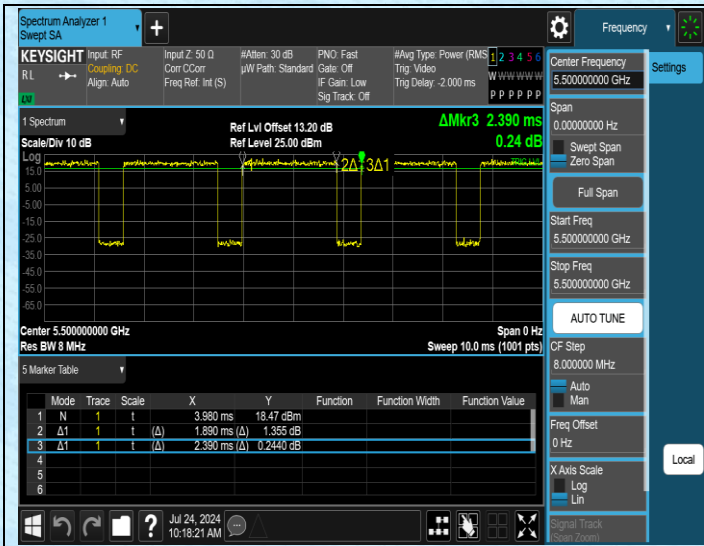 Spectrum Analyzer 1
Swept SA
Frequency
KEYSIGHT
RL
LXI
Input: RF
Coupling: DC
Align: Auto
Input Z: 50 Ω
Corr CCorr
Freq Ref: Int (S)
#Atten: 30 dB
µW Path: Standard
PNO: Fast
Gate: Off
IF Gain: Low
Sig Track: Off
#Avg Type: Power (RMS
Trig: Video
Trig Delay: -2.000 ms
1 2 3 4 5 6
W W W W W W
P P P P P P
1 Spectrum
Scale/Div 10 dB
Ref Lvl Offset 13.20 dB
Ref Level 25.00 dBm
ΔMkr3 2.390 ms
0.24 dB
Log
15.0
5.00
-5.00
-15.0
-25.0
-35.0
-45.0
-55.0
-65.0
2Δ1
3Δ1
Center 5.500000000 GHz
Res BW 8 MHz
Span 0 Hz
Sweep 10.0 ms (1001 pts)
5 Marker Table
Mode Trace Scale X Y Function Function Width Function Value
1 N 1 t 3.980 ms 18.47 dBm
2 Δ1 1 t (Δ) 1.890 ms (Δ) 1.355 dB
3 Δ1 1 t (Δ) 2.390 ms (Δ) 0.2440 dB
4
5
6
?
Jul 24, 2024
10:18:21 AM
Center Frequency
5.500000000 GHz
Span
0.00000000 Hz
Swept Span
Zero Span
Full Span
Start Freq
5.500000000 GHz
Stop Freq
5.500000000 GHz
AUTO TUNE
CF Step
8.000000 MHz
Auto
Man
Freq Offset
0 Hz
X Axis Scale
Log
Lin
Signal Track
(Span Zoom)
Settings
Local